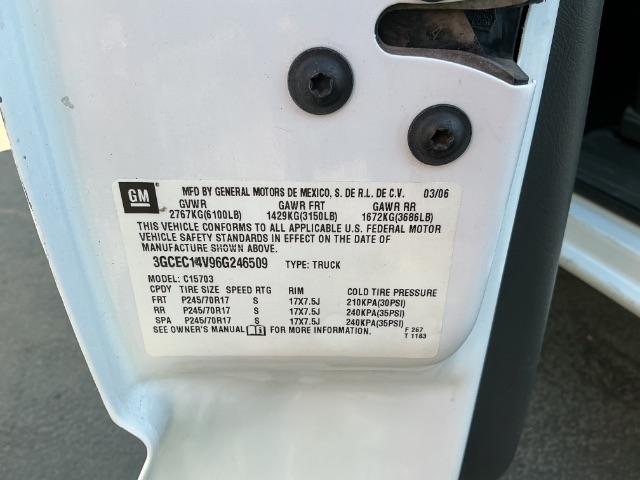 GM MFD BY GENERAL MOTORS DE MEXICO, S. DE R.L. DE C.V. 03/06
GVWR GAWR FRT GAWR RR
2767KG(6100LB) 1429KG(3150LB) 1672KG(3686LB)
THIS VEHICLE CONFORMS TO ALL APPLICABLE U.S. FEDERAL MOTOR
VEHICLE SAFETY STANDARDS IN EFFECT ON THE DATE OF
MANUFACTURE SHOWN ABOVE.
3GCEC14V96G246509 TYPE: TRUCK
MODEL: C15703
CPDY TIRE SIZE SPEED RTG RIM COLD TIRE PRESSURE
FRT P245/70R17 S 17X7.5J 210KPA(30PSI)
RR P245/70R17 S 17X7.5J 240KPA(35PSI)
SPA P245/70R17 S 17X7.5J 240KPA(35PSI)
SEE OWNER'S MANUAL FOR MORE INFORMATION.
F 267
T 1183